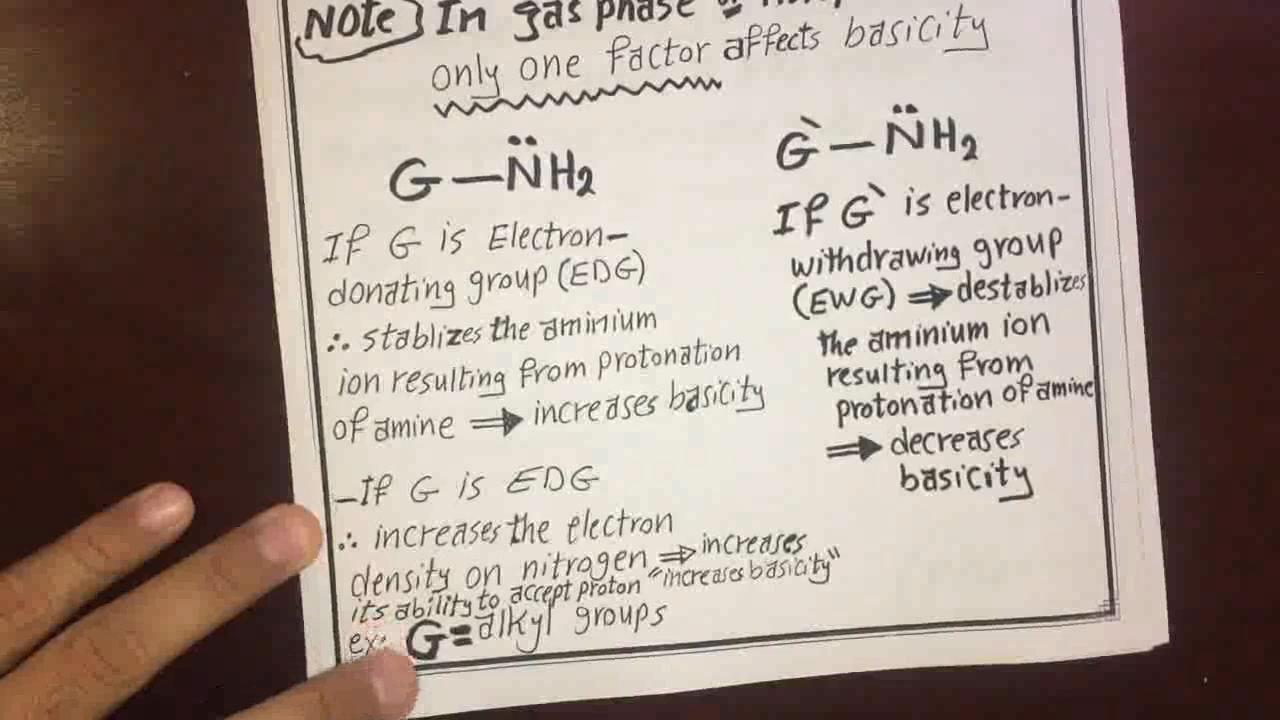 Note In gas phase
only one factor affects basicity
G—N̈H₂
If G is Electron-
donating group (EDG)
∴ stablizes the aminium
ion resulting from protonation
of amine ⇒ increases basicity
-If G is EDG
∴ increases the electron
density on nitrogen ⇒ increases
its ability to accept proton "increases basicity"
ex: G = alkyl groups
G`—N̈H₂
If G` is electron-
withdrawing group
(EWG) ⇒ destablizes
the aminium ion
resulting from
protonation of amine
⇒ decreases
basicity